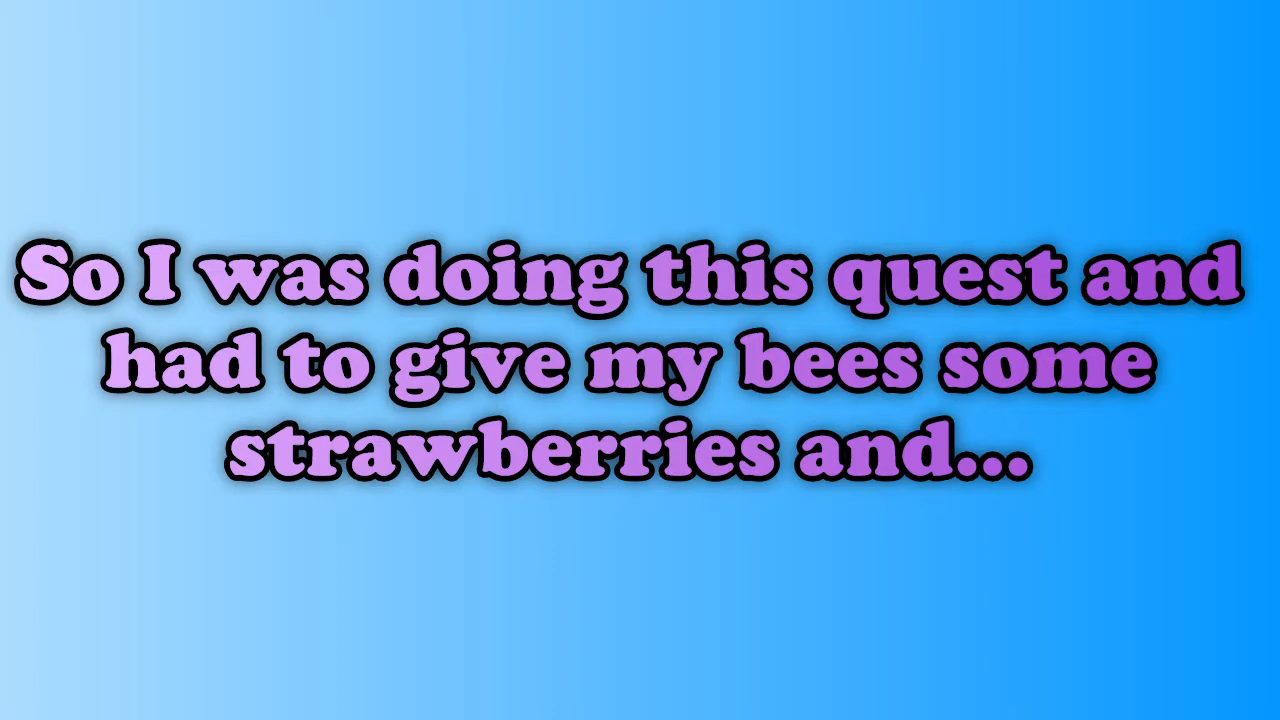 So I was doing this quest and
had to give my bees some
strawberries and...